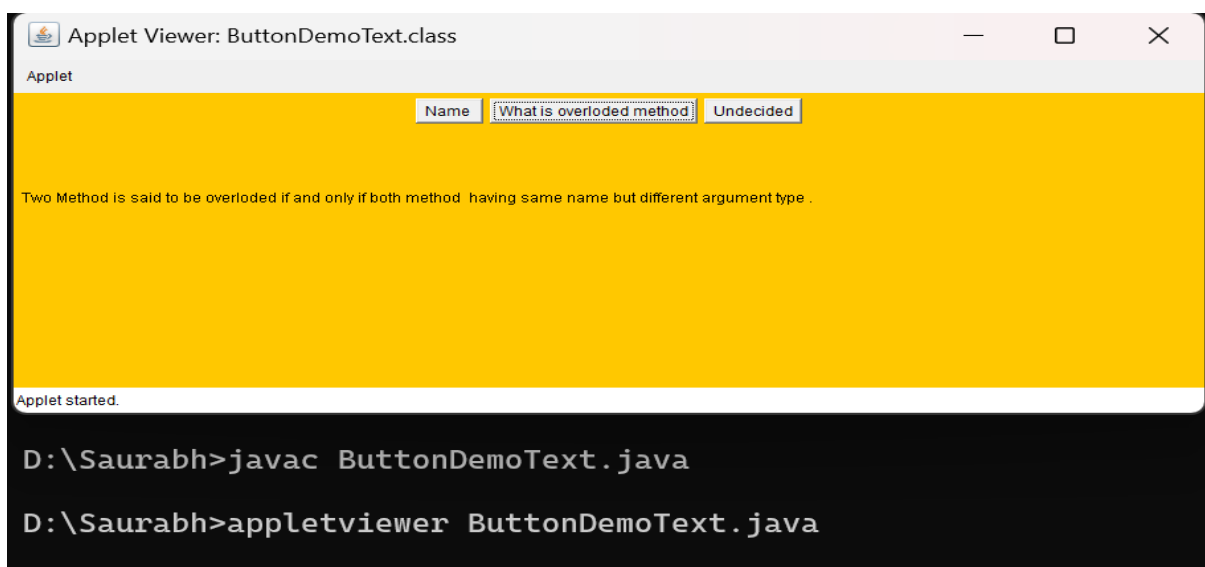 Applet Viewer: ButtonDemoText.class
Applet
Name What is overloded method Undecided
Two Method is said to be overloded if and only if both method  having same name but different argument type .
Applet started.
D:\Saurabh>javac ButtonDemoText.java
D:\Saurabh>appletviewer ButtonDemoText.java